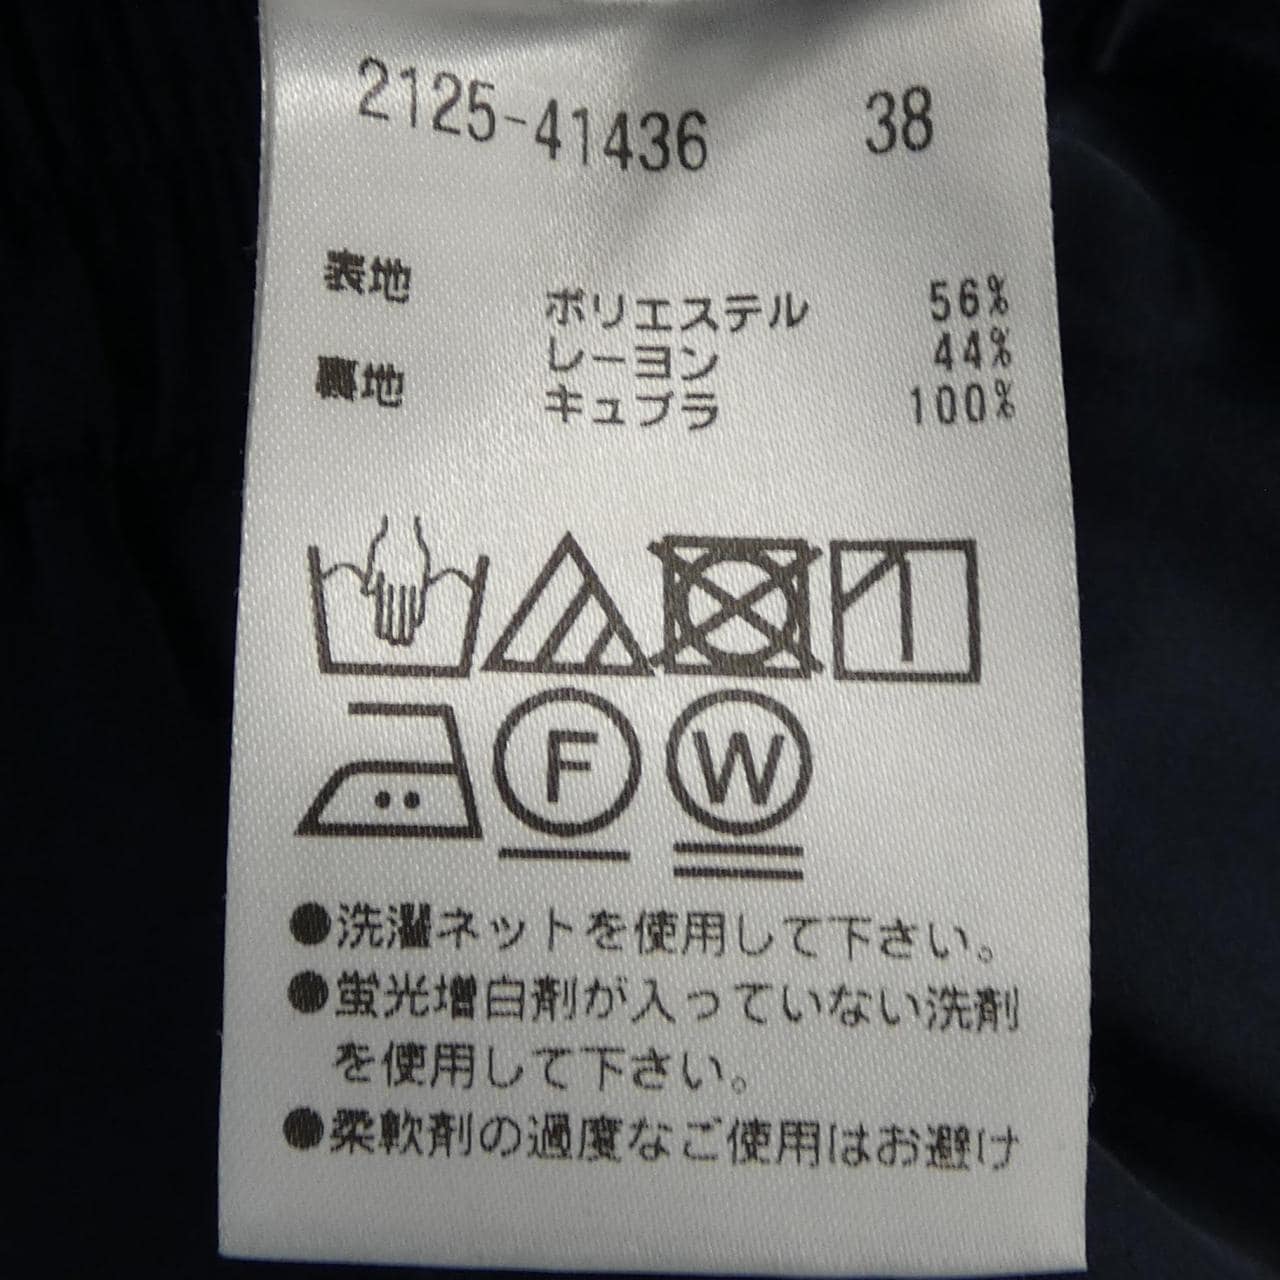 2125-41436 38
表地 ポリエステル 56%
レーヨン 44%
裏地 キュプラ 100%
F W
●洗濯ネットを使用して下さい。
●蛍光増白剤が入っていない洗剤
を使用して下さい。
●柔軟剤の過度なご使用はお避け